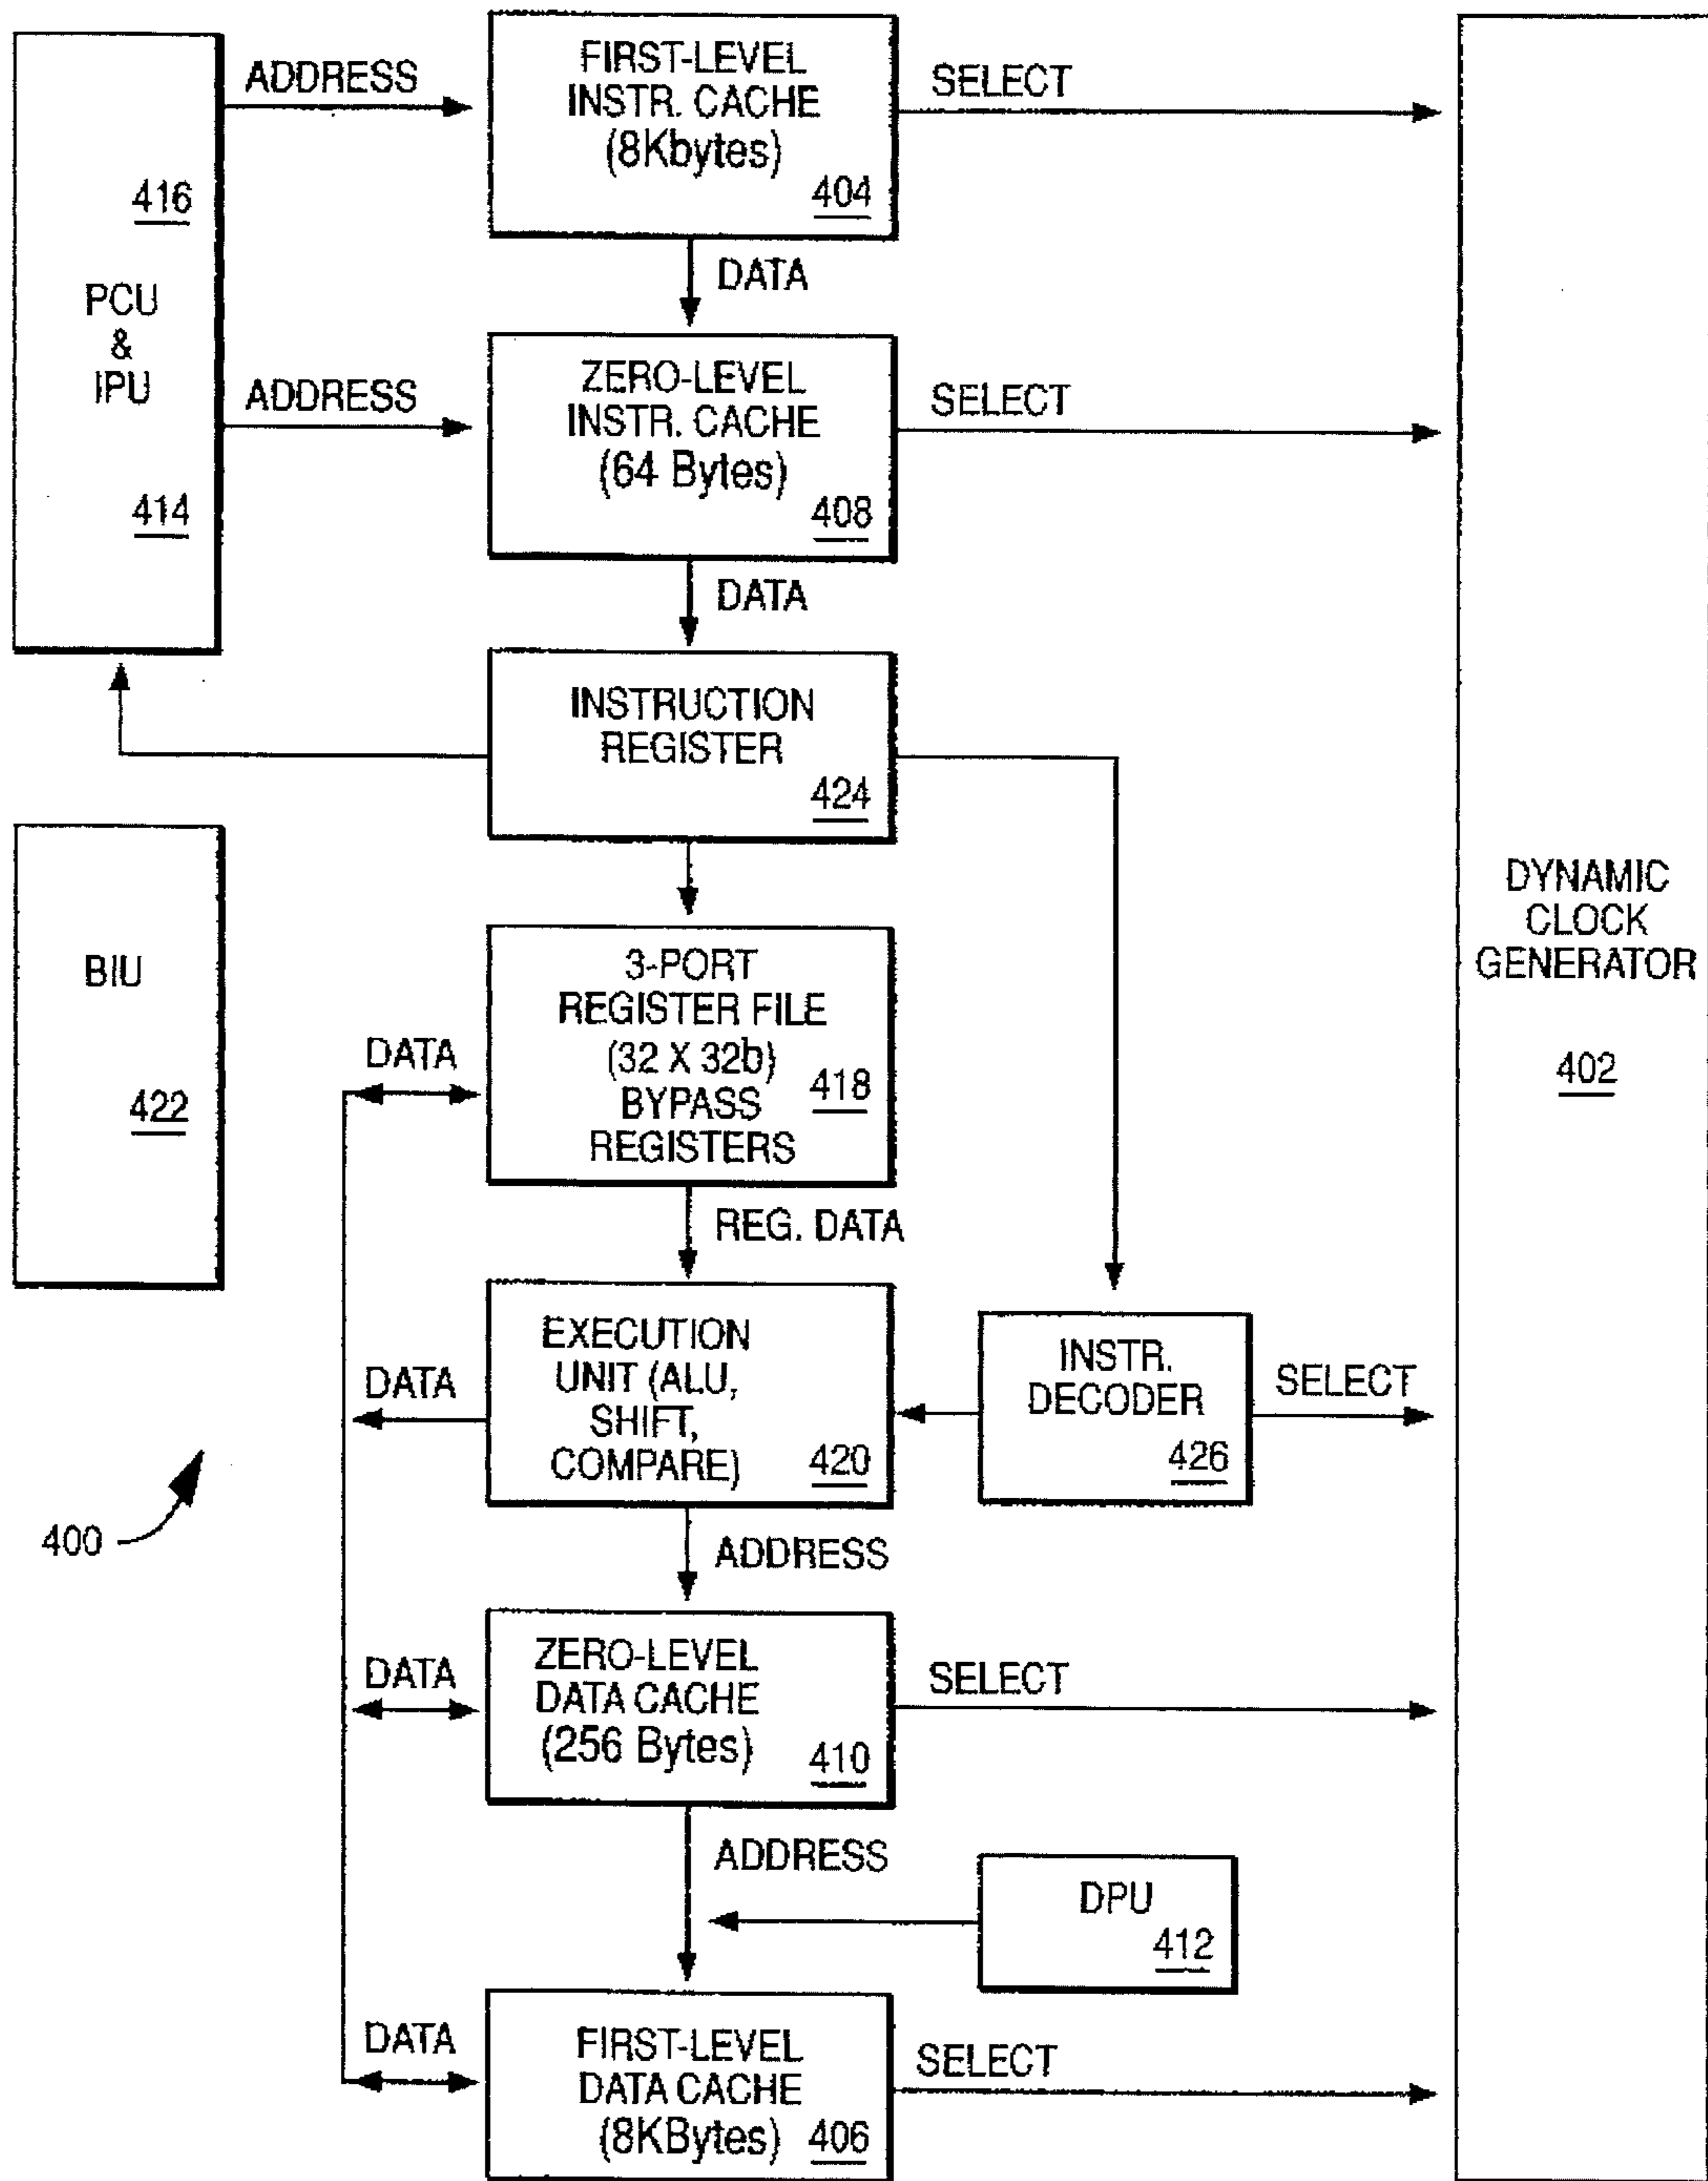 416
PCU
&
IPU
414
ADDRESS
FIRST-LEVEL
INSTR. CACHE
(8Kbytes)
404
SELECT
DATA
ADDRESS
ZERO-LEVEL
INSTR. CACHE
(64 Bytes)
408
SELECT
DATA
INSTRUCTION
REGISTER
424
BIU
422
3-PORT
REGISTER FILE
(32 X 32b)
BYPASS
REGISTERS
418
DATA
REG. DATA
DYNAMIC
CLOCK
GENERATOR
402
EXECUTION
UNIT (ALU,
SHIFT,
COMPARE)
420
DATA
INSTR.
DECODER
426
SELECT
400
ADDRESS
DATA
ZERO-LEVEL
DATA CACHE
(256 Bytes)
410
SELECT
ADDRESS
DPU
412
DATA
FIRST-LEVEL
DATA CACHE
(8KBytes)
406
SELECT